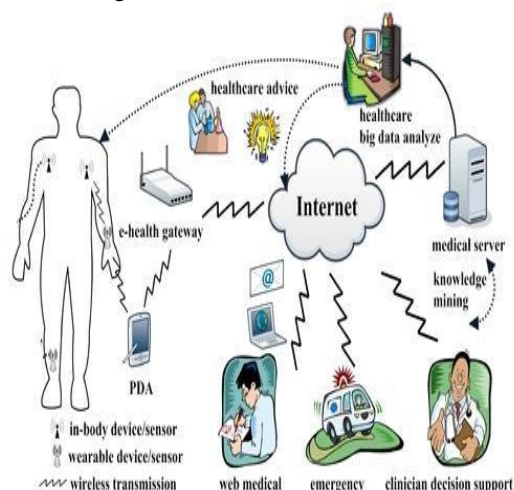 healthcare advice
healthcare
big data analyze
Internet
e-health gateway
medical server
@
knowledge
mining
PDA
in-body device/sensor
wearable device/sensor
wireless transmission
web medical
emergency
clinician decision support